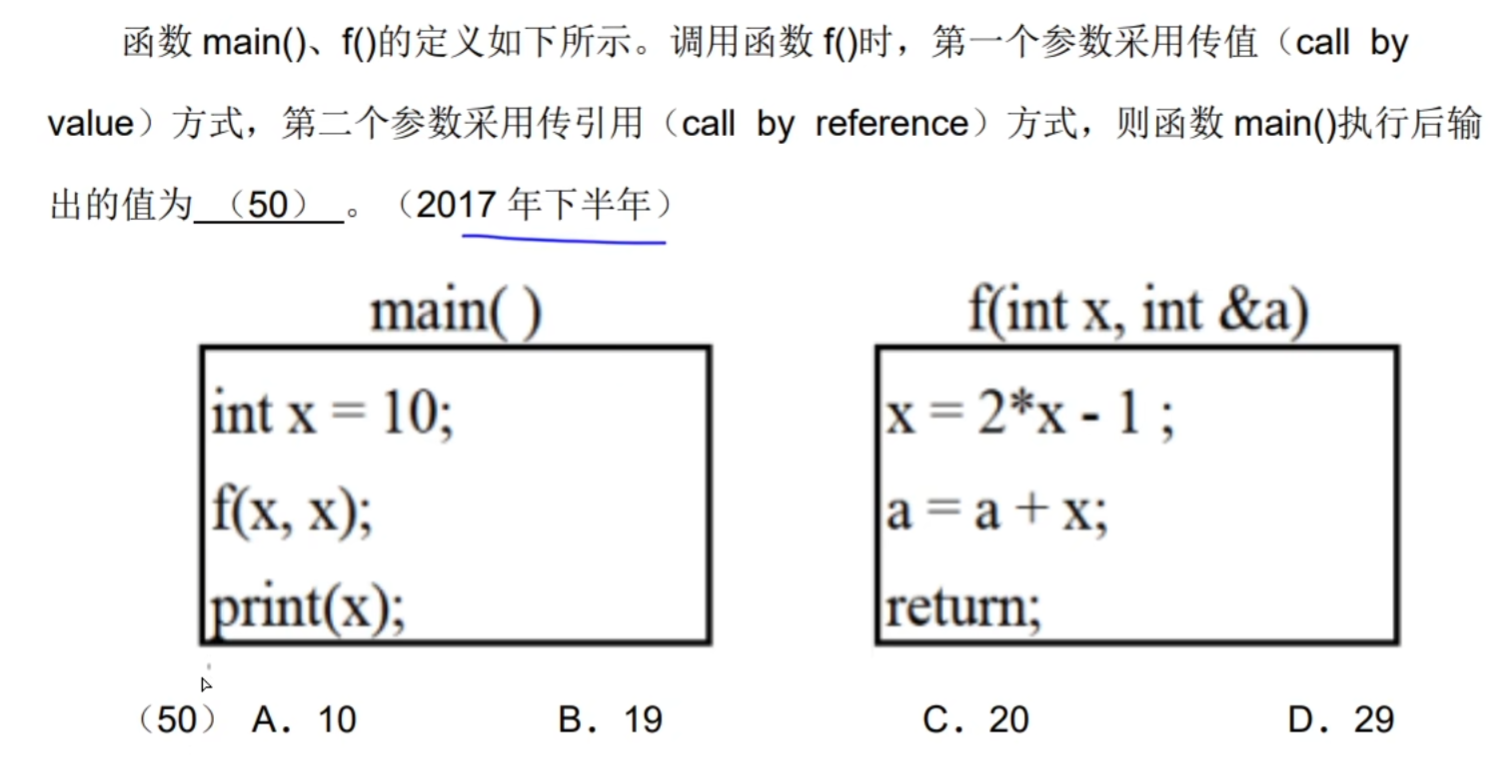 函数 main()、f()的定义如下所示。调用函数 f()时，第一个参数采用传值（call by
value）方式，第二个参数采用传引用（call by reference）方式，则函数 main()执行后输
出的值为 （50） 。（2017 年下半年）
main( )
f(int x, int &a)
int x = 10;
x = 2*x - 1 ;
f(x, x);
a = a + x;
print(x);
return;
（50） A．10 B．19 C．20 D．29